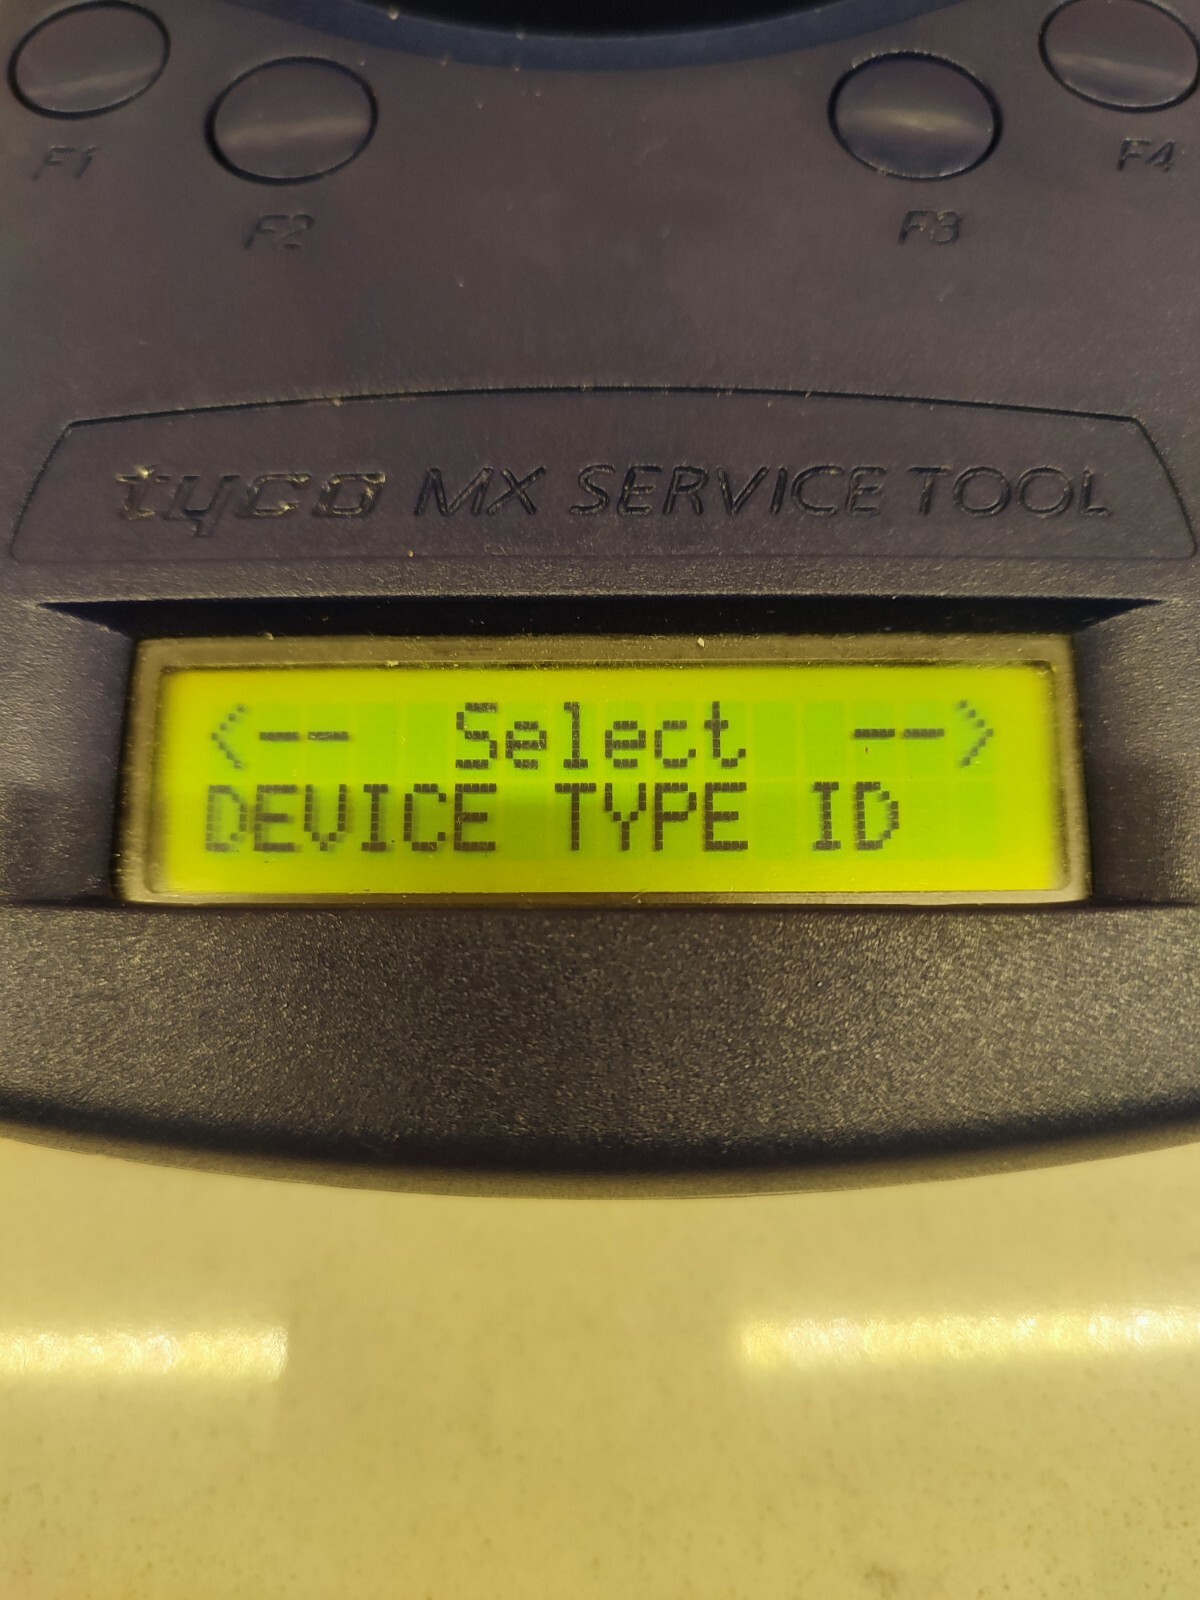 F1
F2
F3
F4
tyco MX SERVICE TOOL
<-- Select -->
DEVICE TYPE ID